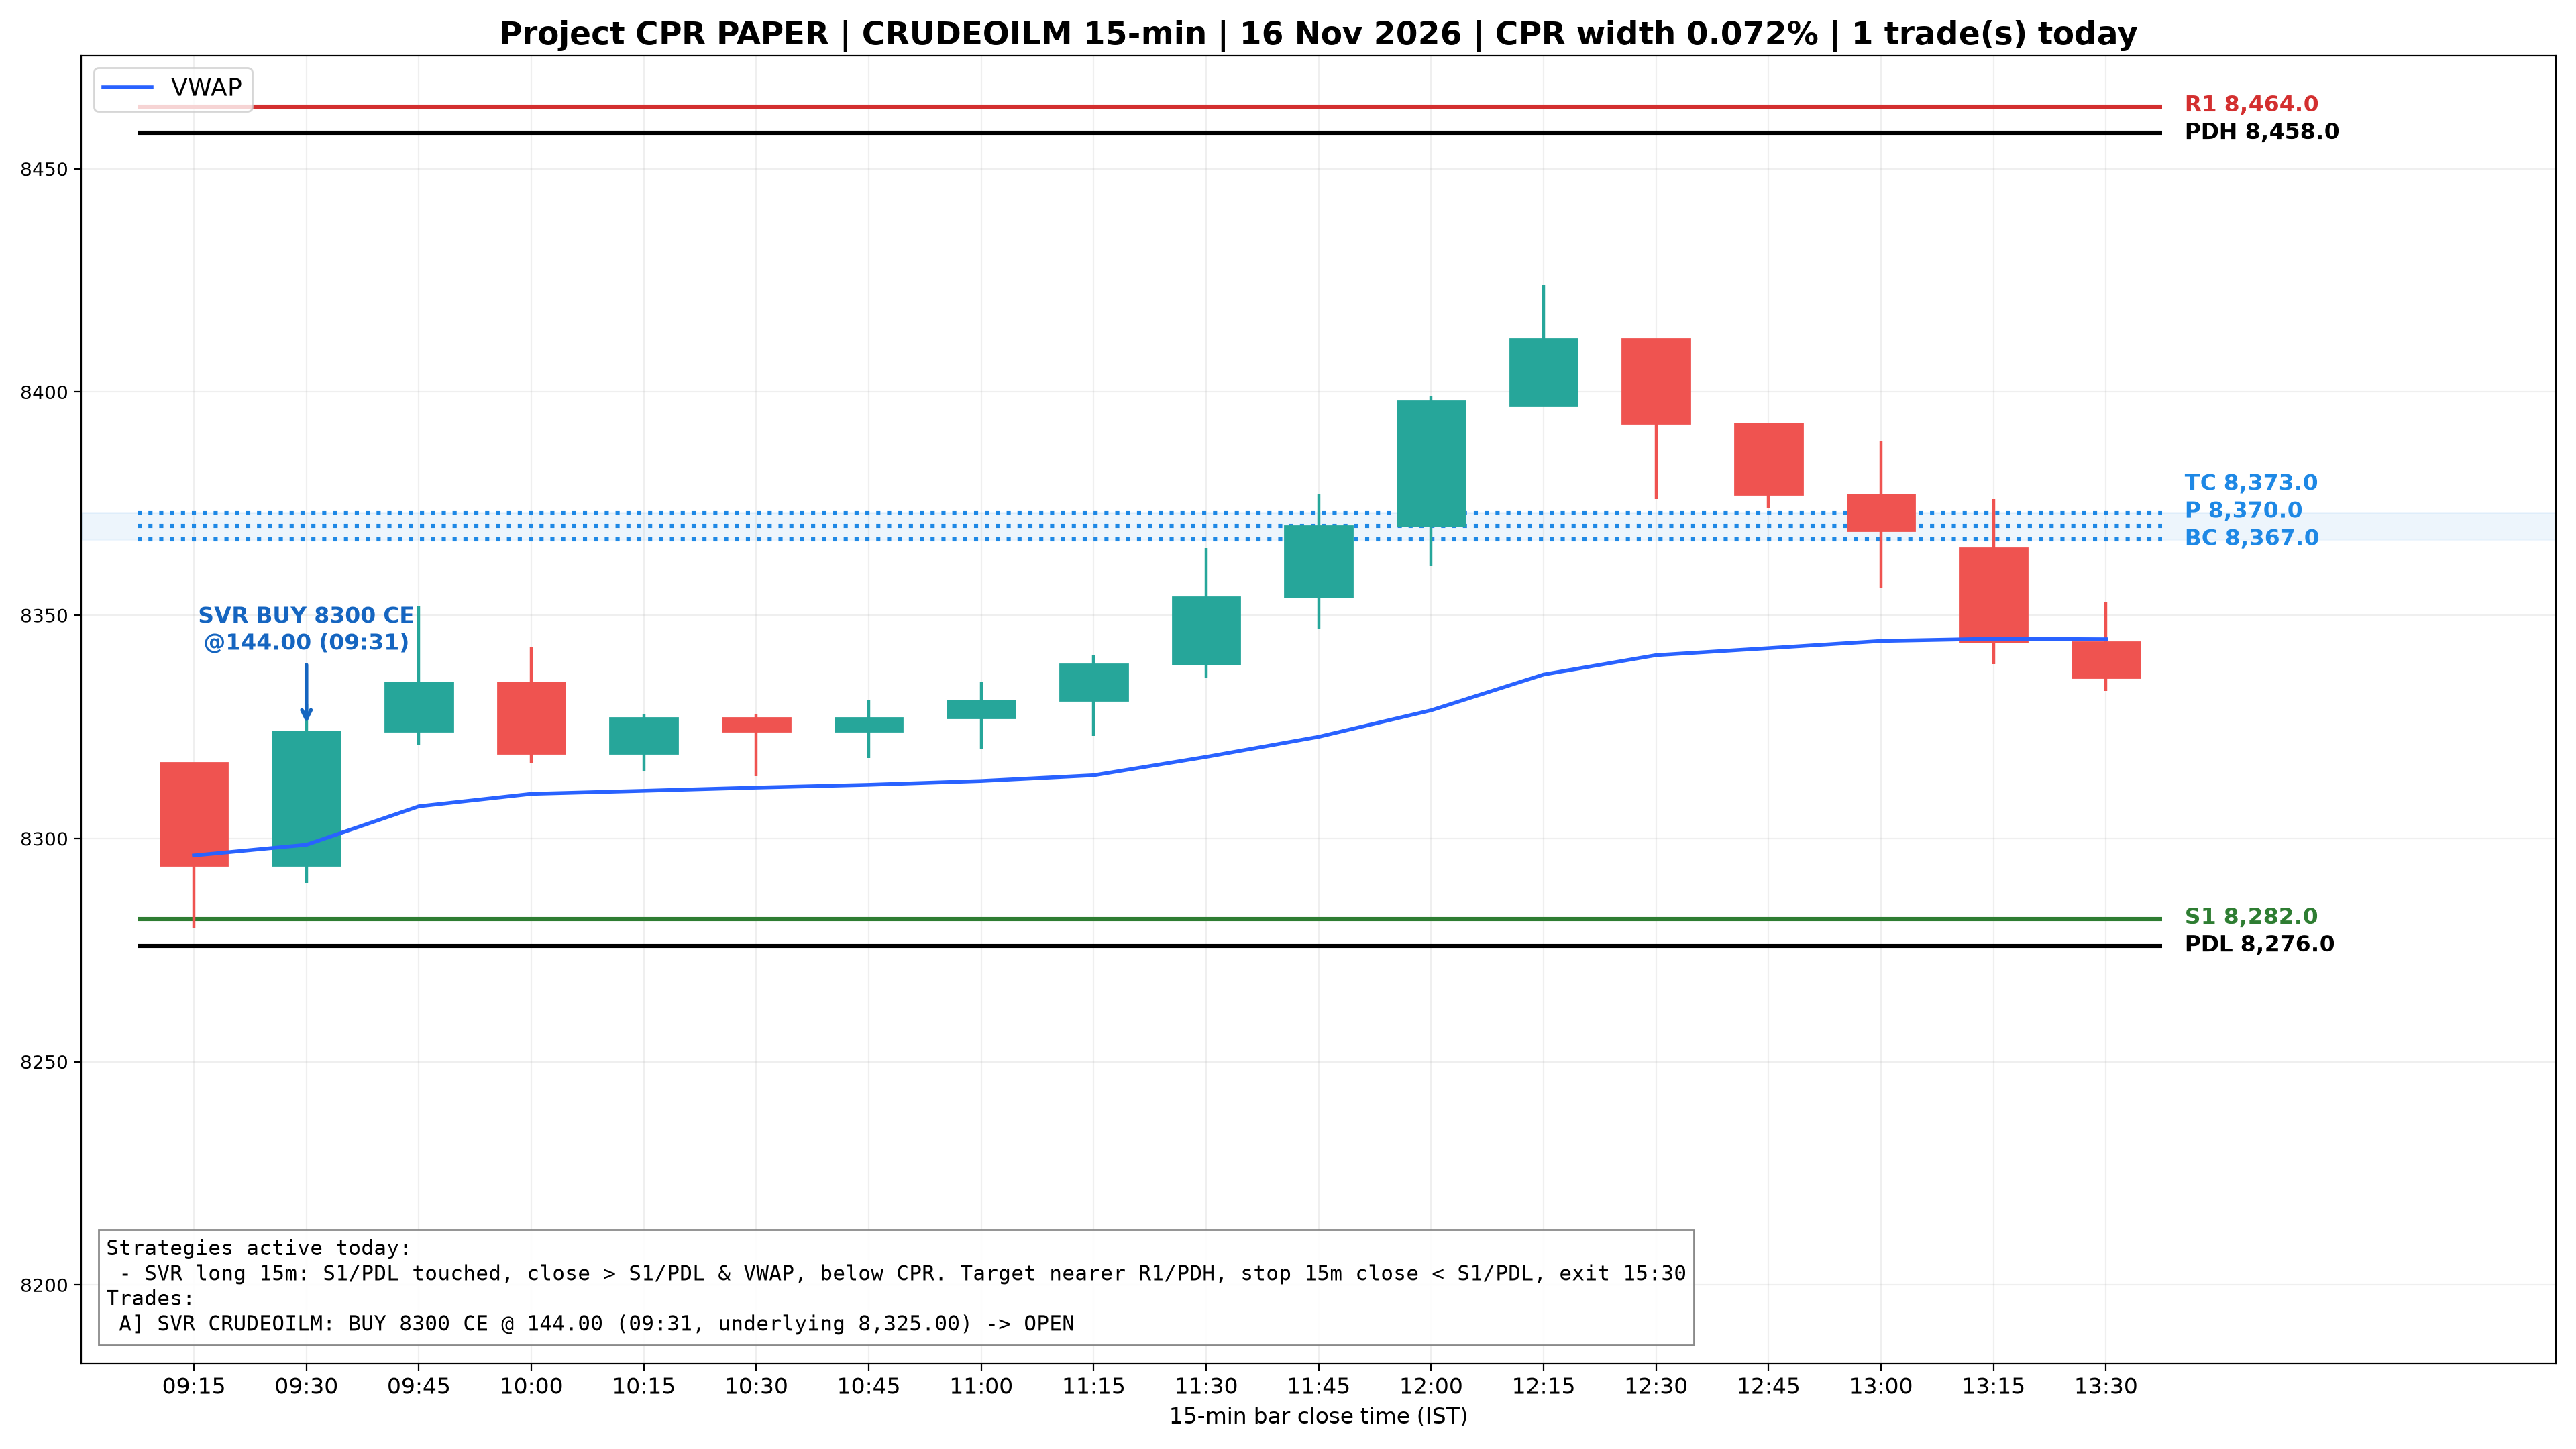 Project CPR PAPER | CRUDEOILM 15-min | 16 Nov 2026 | CPR width 0.072% | 1 trade(s) today
VWAP
R1 8,464.0
PDH 8,458.0
8450
8400
TC 8,373.0
P 8,370.0
BC 8,367.0
8350
SVR BUY 8300 CE
@144.00 (09:31)
8300
S1 8,282.0
PDL 8,276.0
8250
8200
Strategies active today:
- SVR long 15m: S1/PDL touched, close > S1/PDL & VWAP, below CPR. Target nearer R1/PDH, stop 15m close < S1/PDL, exit 15:30
Trades:
A] SVR CRUDEOILM: BUY 8300 CE @ 144.00 (09:31, underlying 8,325.00) -> OPEN
09:15 09:30 09:45 10:00 10:15 10:30 10:45 11:00 11:15 11:30 11:45 12:00 12:15 12:30 12:45 13:00 13:15 13:30
15-min bar close time (IST)